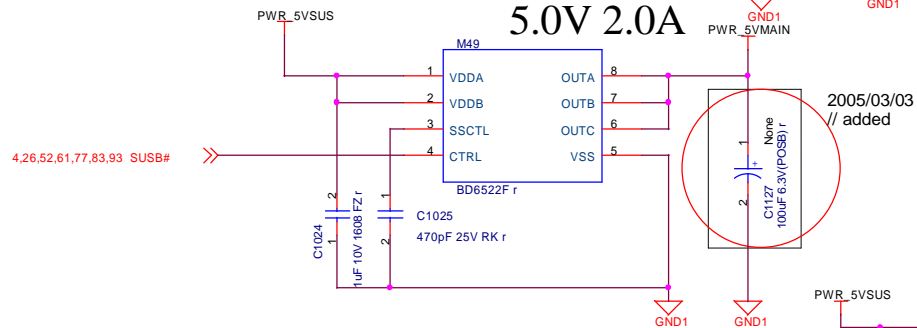 GND1
GND1
5.0V 2.0A
PWR_5VSUS
PWR_5VMAIN
M49
1 VDDA OUTA 8
2 VDDB OUTB 7
3 SSCTL OUTC 6
4 CTRL VSS 5
BD6522F r
4,26,52,61,77,83,93 SUSB#
2
1
C1024
1uF 10V 1608 FZ r
1
2
C1025
470pF 25V RK r
1
2
+
None
C1127
100uF 6.3V(POSB) r
2005/03/03
// added
GND1
GND1
PWR_5VSUS